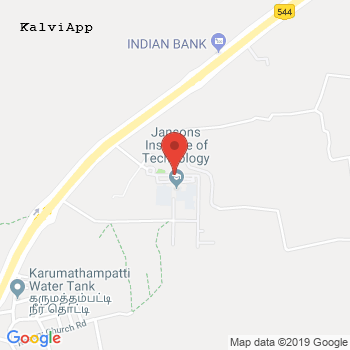 KalviApp
544
INDIAN BANK
Jansons
Institute of
Technology
Karumathampatti
Water Tank
கருமத்தம்பட்டி
நீர் தொட்டி
Church Rd
Google
Map data ©2019 Google